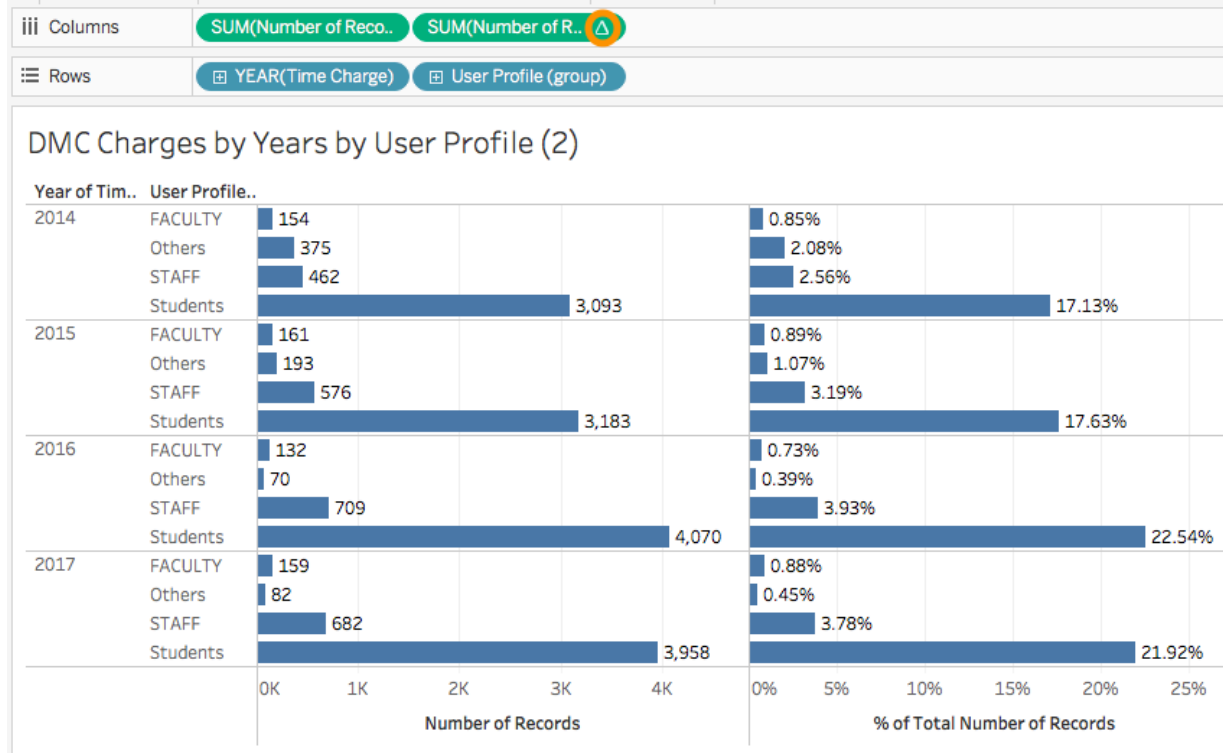 Columns SUM(Number of Reco.. SUM(Number of R.. Δ
Rows YEAR(Time Charge) User Profile (group)
DMC Charges by Years by User Profile (2)
Year of Tim.. User Profile..
2014 FACULTY 154 0.85%
Others 375 2.08%
STAFF 462 2.56%
Students 3,093 17.13%
2015 FACULTY 161 0.89%
Others 193 1.07%
STAFF 576 3.19%
Students 3,183 17.63%
2016 FACULTY 132 0.73%
Others 70 0.39%
STAFF 709 3.93%
Students 4,070 22.54%
2017 FACULTY 159 0.88%
Others 82 0.45%
STAFF 682 3.78%
Students 3,958 21.92%
0K 1K 2K 3K 4K 0% 5% 10% 15% 20% 25%
Number of Records % of Total Number of Records